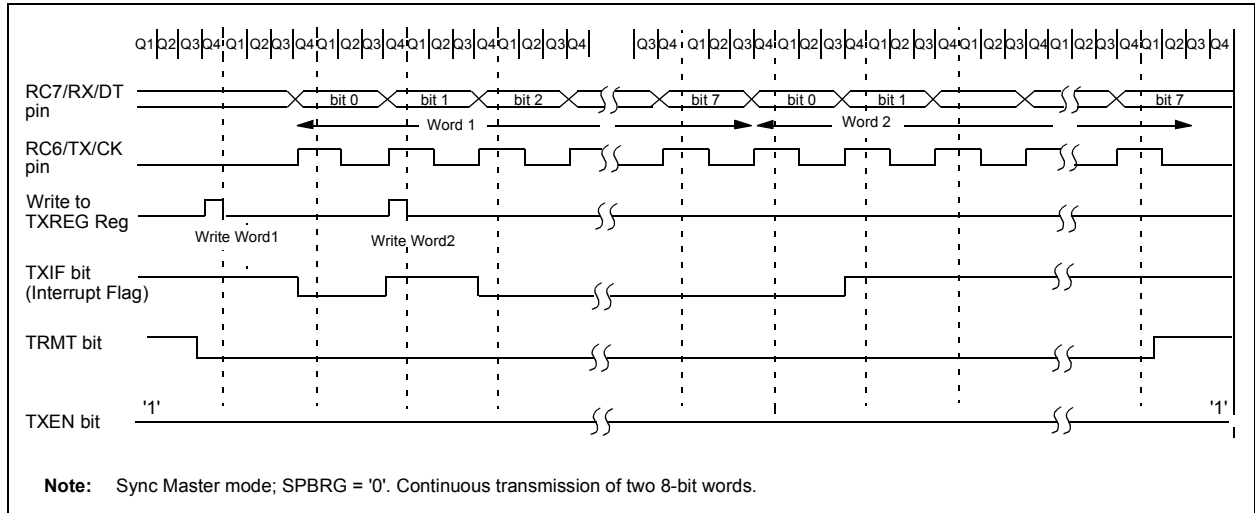 Q1 Q2 Q3 Q4 Q1 Q2 Q3 Q4 Q1 Q2 Q3 Q4 Q1 Q2 Q3 Q4 Q1 Q2 Q3 Q4 Q3 Q4 Q1 Q2 Q3 Q4 Q1 Q2 Q3 Q4 Q1 Q2 Q3 Q4 Q1 Q2 Q3 Q4 Q1 Q2 Q3 Q4 Q1 Q2 Q3 Q4
RC7/RX/DT
pin
bit 0 bit 1 bit 2 bit 7 bit 0 bit 1 bit 7
Word 1 Word 2
RC6/TX/CK
pin
Write to
TXREG Reg
Write Word1 Write Word2
TXIF bit
(Interrupt Flag)
TRMT bit
'1' '1'
TXEN bit
Note: Sync Master mode; SPBRG = '0'. Continuous transmission of two 8-bit words.